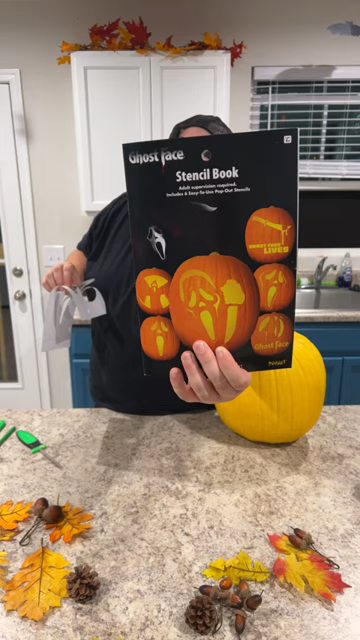 Ghost Face
Stencil Book
Adult supervision required.
Includes 6 Easy-To-Use Pop-Out Stencils
GHOST FACE
LIVES
Ghost Face